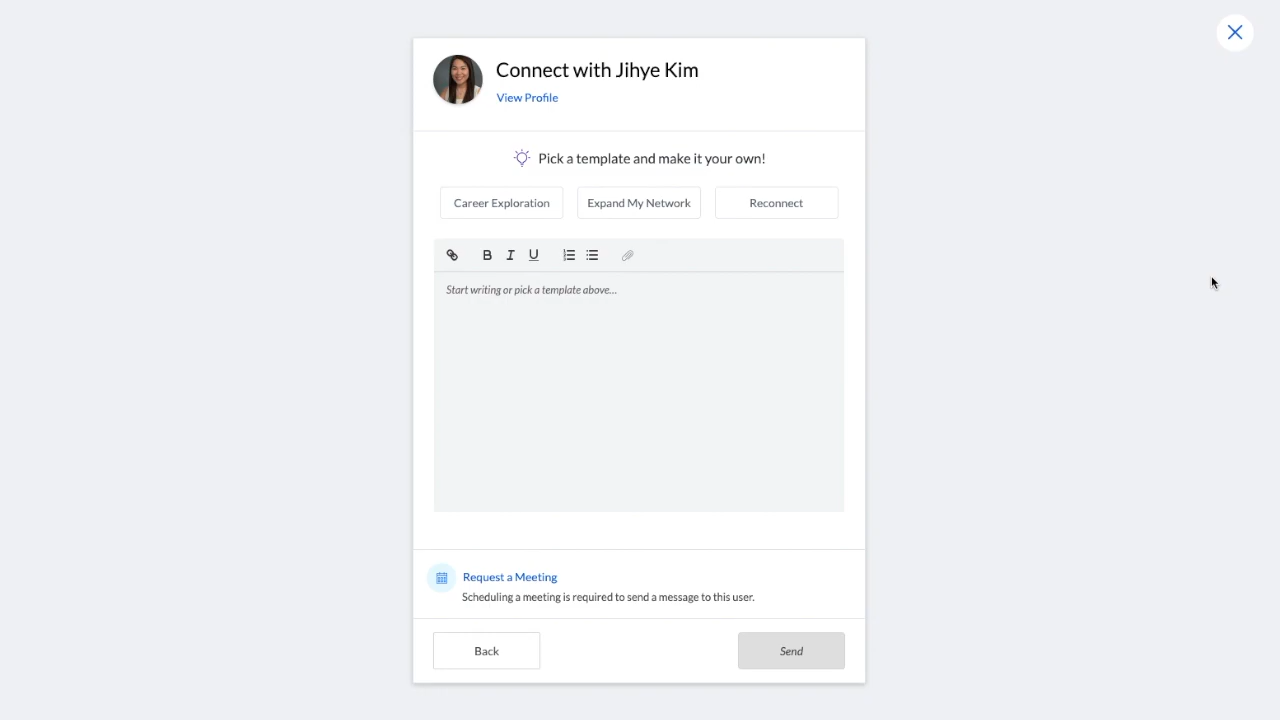 Connect with Jihye Kim
View Profile
Pick a template and make it your own!
Career Exploration
Expand My Network
Reconnect
B I U
Start writing or pick a template above...
Request a Meeting
Scheduling a meeting is required to send a message to this user.
Back
Send